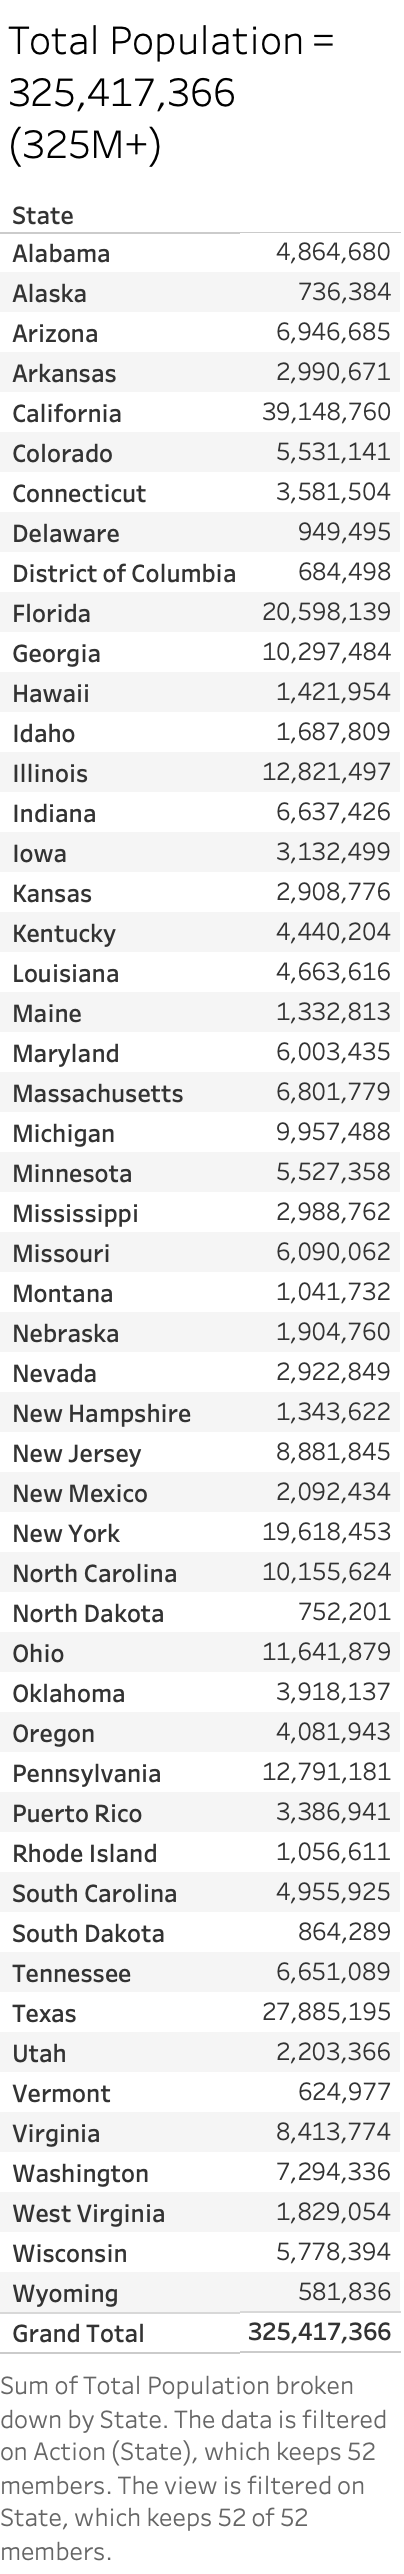 Total Population =
325,417,366
(325M+)
State
Alabama 4,864,680
Alaska 736,384
Arizona 6,946,685
Arkansas 2,990,671
California 39,148,760
Colorado 5,531,141
Connecticut 3,581,504
Delaware 949,495
District of Columbia 684,498
Florida 20,598,139
Georgia 10,297,484
Hawaii 1,421,954
Idaho 1,687,809
Illinois 12,821,497
Indiana 6,637,426
Iowa 3,132,499
Kansas 2,908,776
Kentucky 4,440,204
Louisiana 4,663,616
Maine 1,332,813
Maryland 6,003,435
Massachusetts 6,801,779
Michigan 9,957,488
Minnesota 5,527,358
Mississippi 2,988,762
Missouri 6,090,062
Montana 1,041,732
Nebraska 1,904,760
Nevada 2,922,849
New Hampshire 1,343,622
New Jersey 8,881,845
New Mexico 2,092,434
New York 19,618,453
North Carolina 10,155,624
North Dakota 752,201
Ohio 11,641,879
Oklahoma 3,918,137
Oregon 4,081,943
Pennsylvania 12,791,181
Puerto Rico 3,386,941
Rhode Island 1,056,611
South Carolina 4,955,925
South Dakota 864,289
Tennessee 6,651,089
Texas 27,885,195
Utah 2,203,366
Vermont 624,977
Virginia 8,413,774
Washington 7,294,336
West Virginia 1,829,054
Wisconsin 5,778,394
Wyoming 581,836
Grand Total 325,417,366
Sum of Total Population broken
down by State. The data is filtered
on Action (State), which keeps 52
members. The view is filtered on
State, which keeps 52 of 52
members.